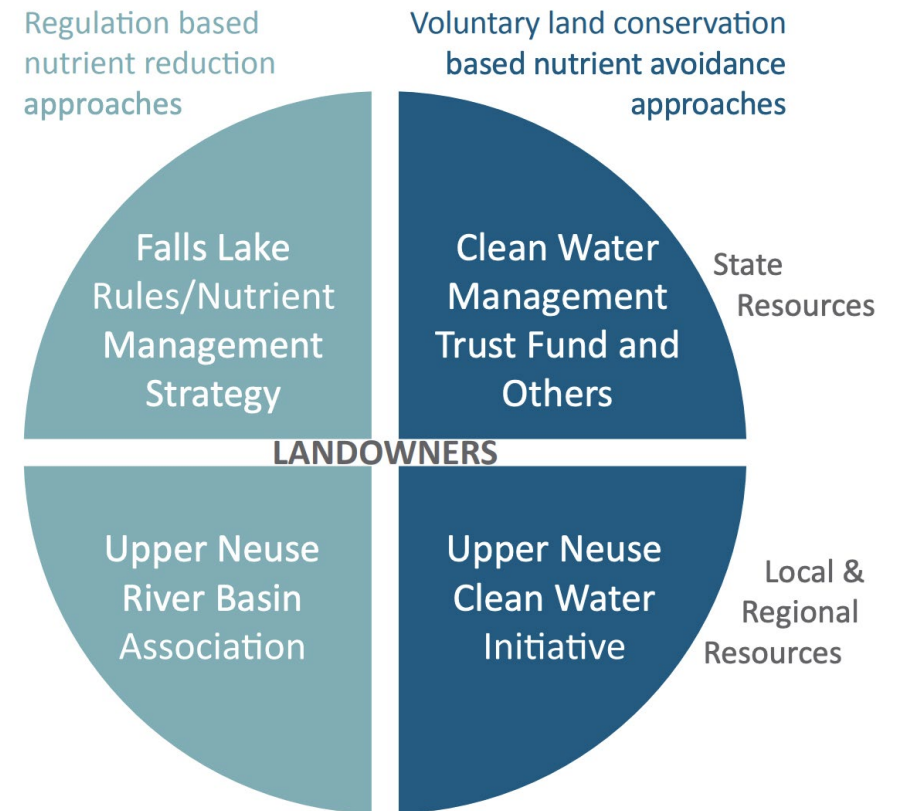 Regulation based
nutrient reduction
approaches
Voluntary land conservation
based nutrient avoidance
approaches
Falls Lake
Rules/Nutrient
Management
Strategy
Clean Water
Management
Trust Fund and
Others
State
Resources
LANDOWNERS
Upper Neuse
River Basin
Association
Upper Neuse
Clean Water
Initiative
Local &
Regional
Resources